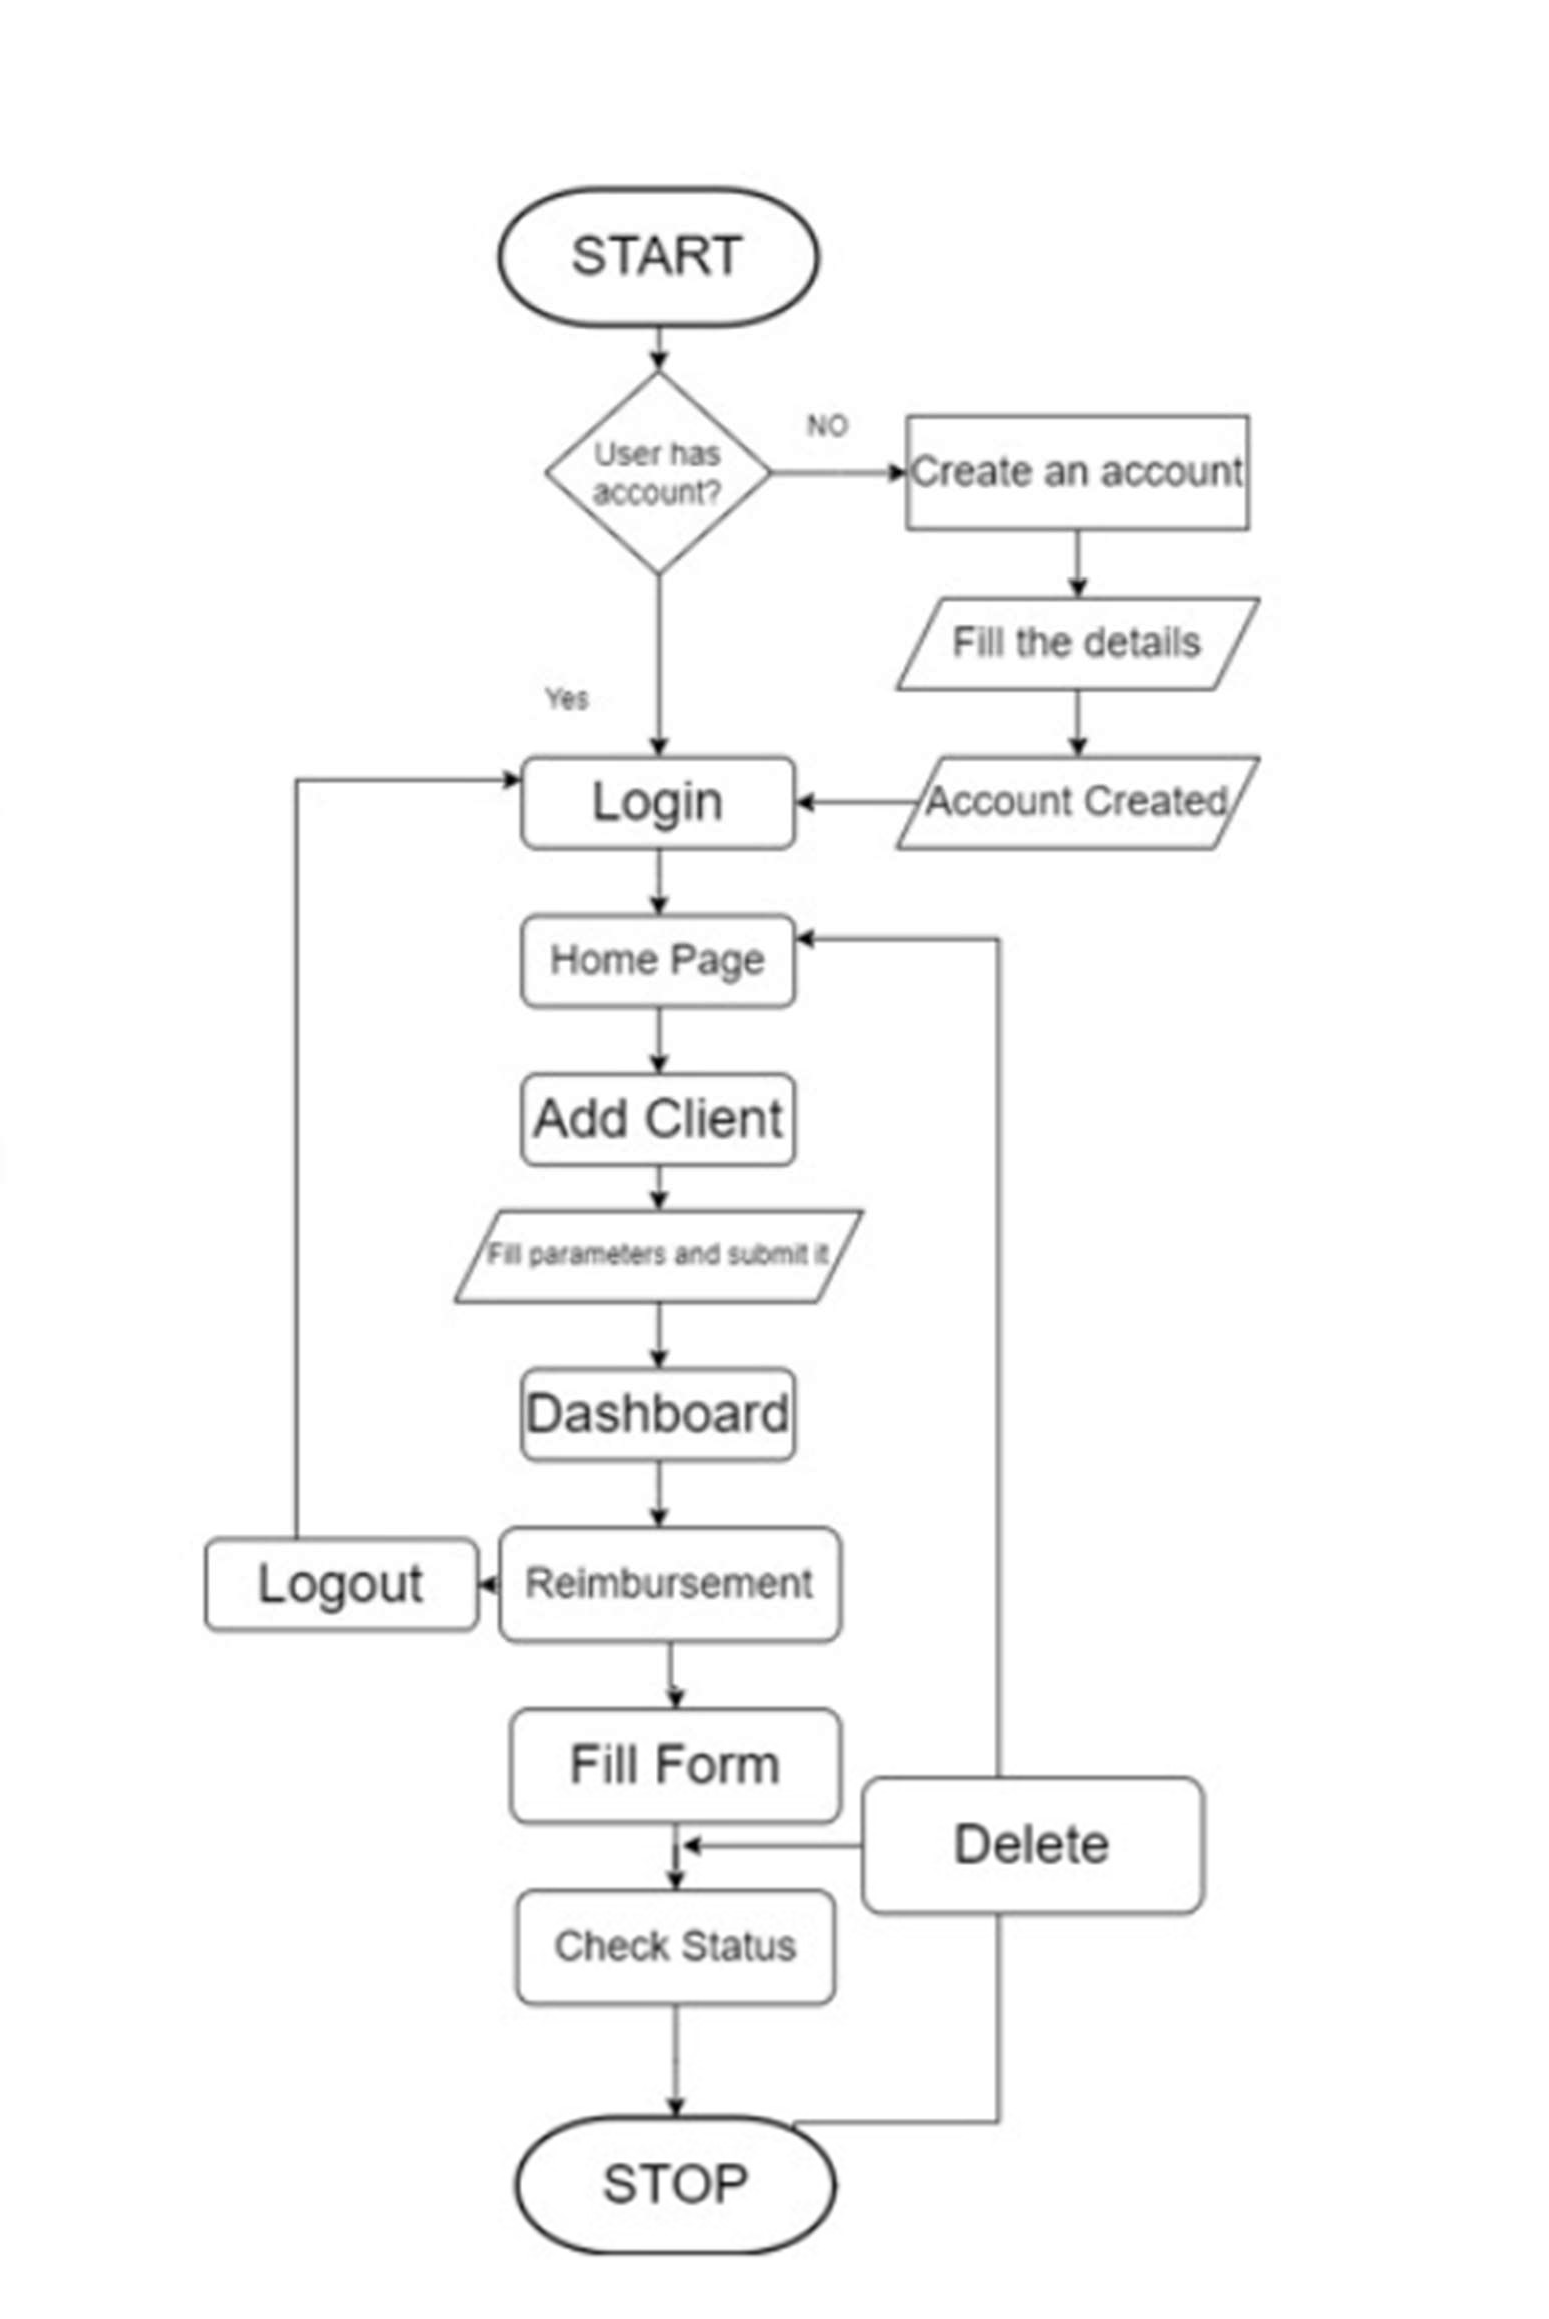 START
User has
account?
NO
Create an account
Fill the details
Yes
Login
Account Created
Home Page
Add Client
Fill parameters and submit it
Dashboard
Logout
Reimbursement
Fill Form
Delete
Check Status
STOP